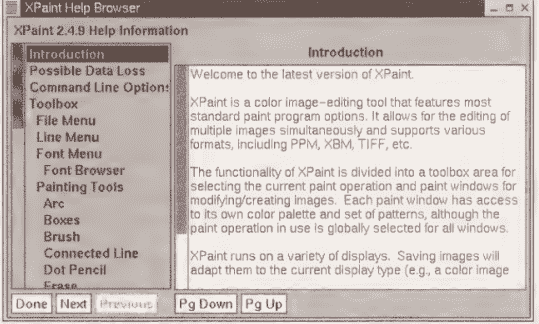 XPaint Help Browser
XPaint 2.4.9 Help Information
Introduction
Possible Data Loss
Command Line Options
Toolbox
File Menu
Line Menu
Font Menu
Font Browser
Painting Tools
Arc
Boxes
Brush
Connected Line
Dot Pencil
Erase
Introduction
Welcome to the latest version of XPaint.
XPaint is a color image-editing tool that features most
standard paint program options. It allows for the editing of
multiple images simultaneously and supports various
formats, including PPM, XBM, TIFF, etc.
The functionality of XPaint is divided into a toolbox area for
selecting the current paint operation and paint windows for
modifying/creating images. Each paint window has access
to its own color palette and set of patterns, although the
paint operation in use is globally selected for all windows.
XPaint runs on a variety of displays. Saving images will
adapt them to the current display type (e.g., a color image
Done Next Previous Pg Down Pg Up